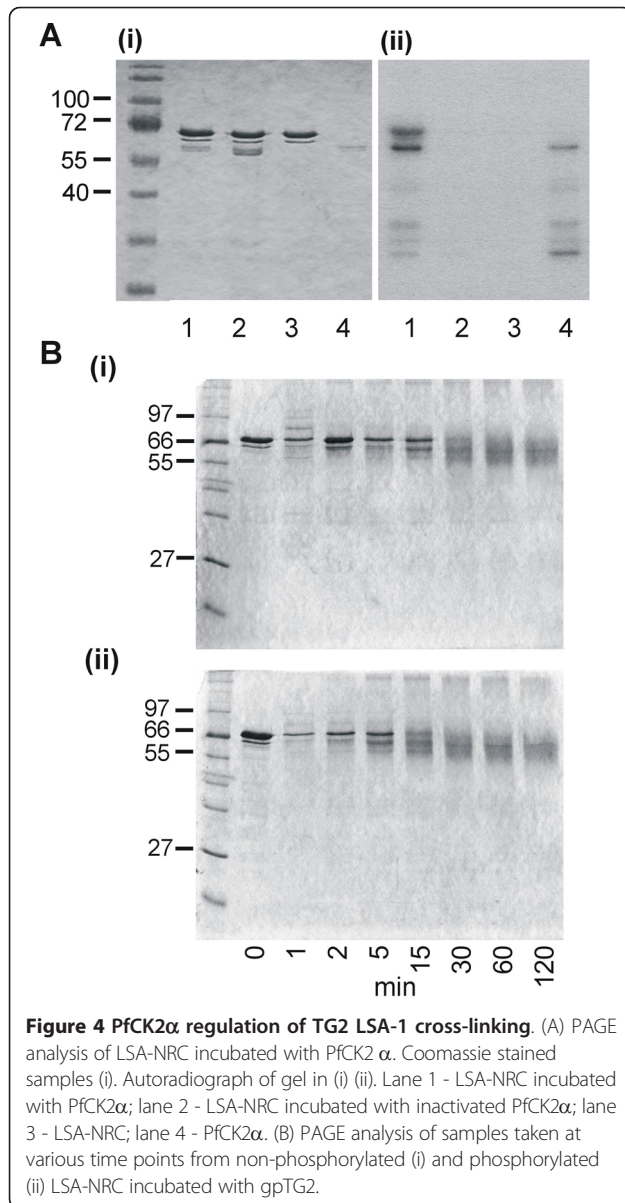 A
(i)
(ii)
100
72
55
40
1 2 3 4
1 2 3 4
B
(i)
97
66
55
27
(ii)
97
66
55
27
0 1 2 5 15 30 60 120
min
Figure 4 PfCK2α regulation of TG2 LSA-1 cross-linking. (A) PAGE
analysis of LSA-NRC incubated with PfCK2 α. Coomassie stained
samples (i). Autoradiograph of gel in (i) (ii). Lane 1 - LSA-NRC incubated
with PfCK2α; lane 2 - LSA-NRC incubated with inactivated PfCK2α; lane
3 - LSA-NRC; lane 4 - PfCK2α. (B) PAGE analysis of samples taken at
various time points from non-phosphorylated (i) and phosphorylated
(ii) LSA-NRC incubated with gpTG2.